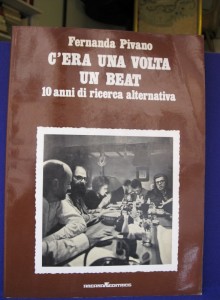 Fernanda Pivano
C'ERA UNA VOLTA
UN BEAT
10 anni di ricerca alternativa